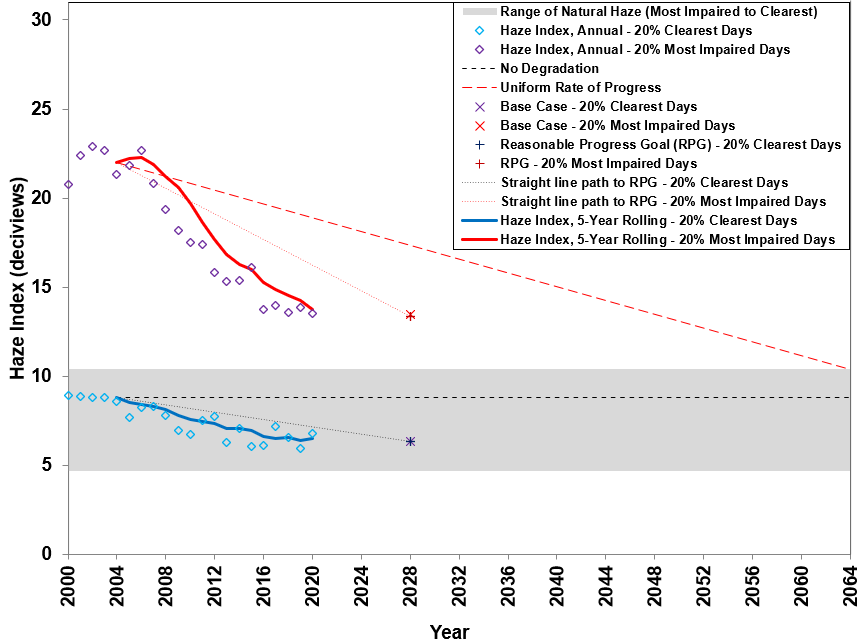 Range of Natural Haze (Most Impaired to Clearest)
Haze Index, Annual - 20% Clearest Days
Haze Index, Annual - 20% Most Impaired Days
No Degradation
Uniform Rate of Progress
Base Case - 20% Clearest Days
Base Case - 20% Most Impaired Days
Reasonable Progress Goal (RPG) - 20% Clearest Days
RPG - 20% Most Impaired Days
Straight line path to RPG - 20% Clearest Days
Straight line path to RPG - 20% Most Impaired Days
Haze Index, 5-Year Rolling - 20% Clearest Days
Haze Index, 5-Year Rolling - 20% Most Impaired Days
Haze Index (deciviews)
30
25
20
15
10
5
0
2000 2004 2008 2012 2016 2020 2024 2028 2032 2036 2040 2044 2048 2052 2056 2060 2064
Year